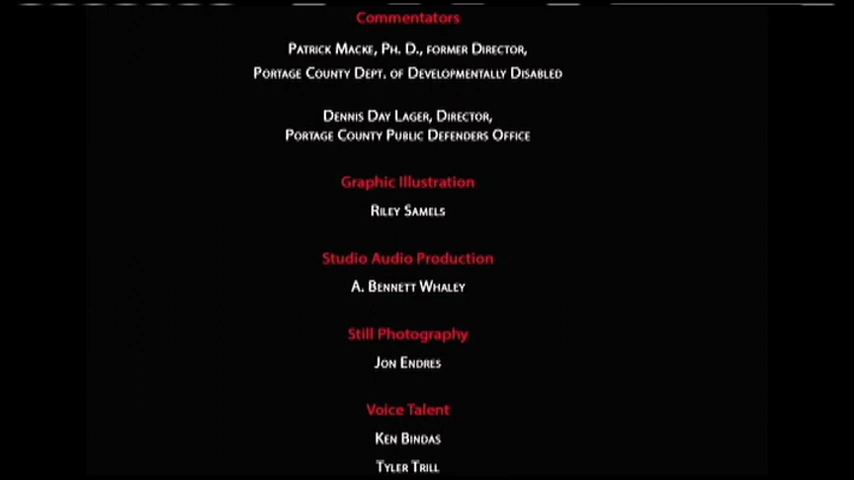 Commentators
Patrick Macke, Ph. D., former Director,
Portage County Dept. of Developmentally Disabled
Dennis Day Lager, Director,
Portage County Public Defenders Office
Graphic Illustration
Riley Samels
Studio Audio Production
A. Bennett Whaley
Still Photography
Jon Endres
Voice Talent
Ken Bindas
Tyler Trill